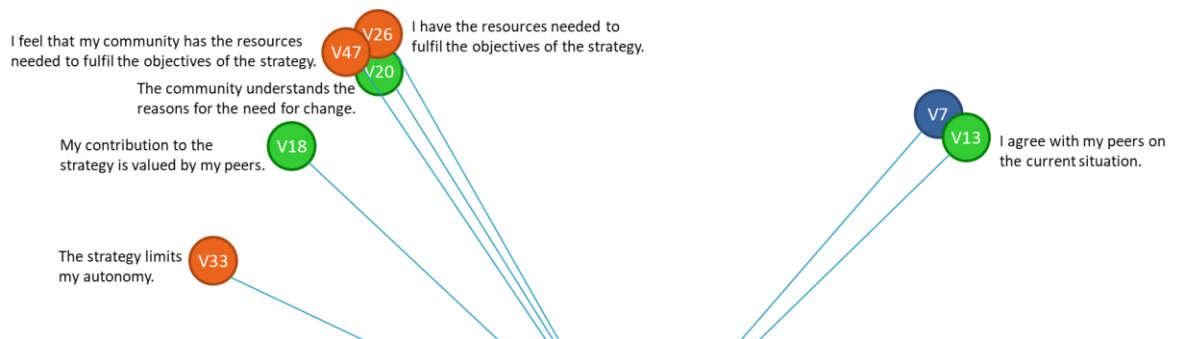 I feel that my community has the resources
needed to fulfil the objectives of the strategy.
V47
V26
I have the resources needed to
fulfil the objectives of the strategy.
V20
The community understands the
reasons for the need for change.
My contribution to the
strategy is valued by my peers.
V18
V7
V13
I agree with my peers on
the current situation.
The strategy limits
my autonomy.
V33